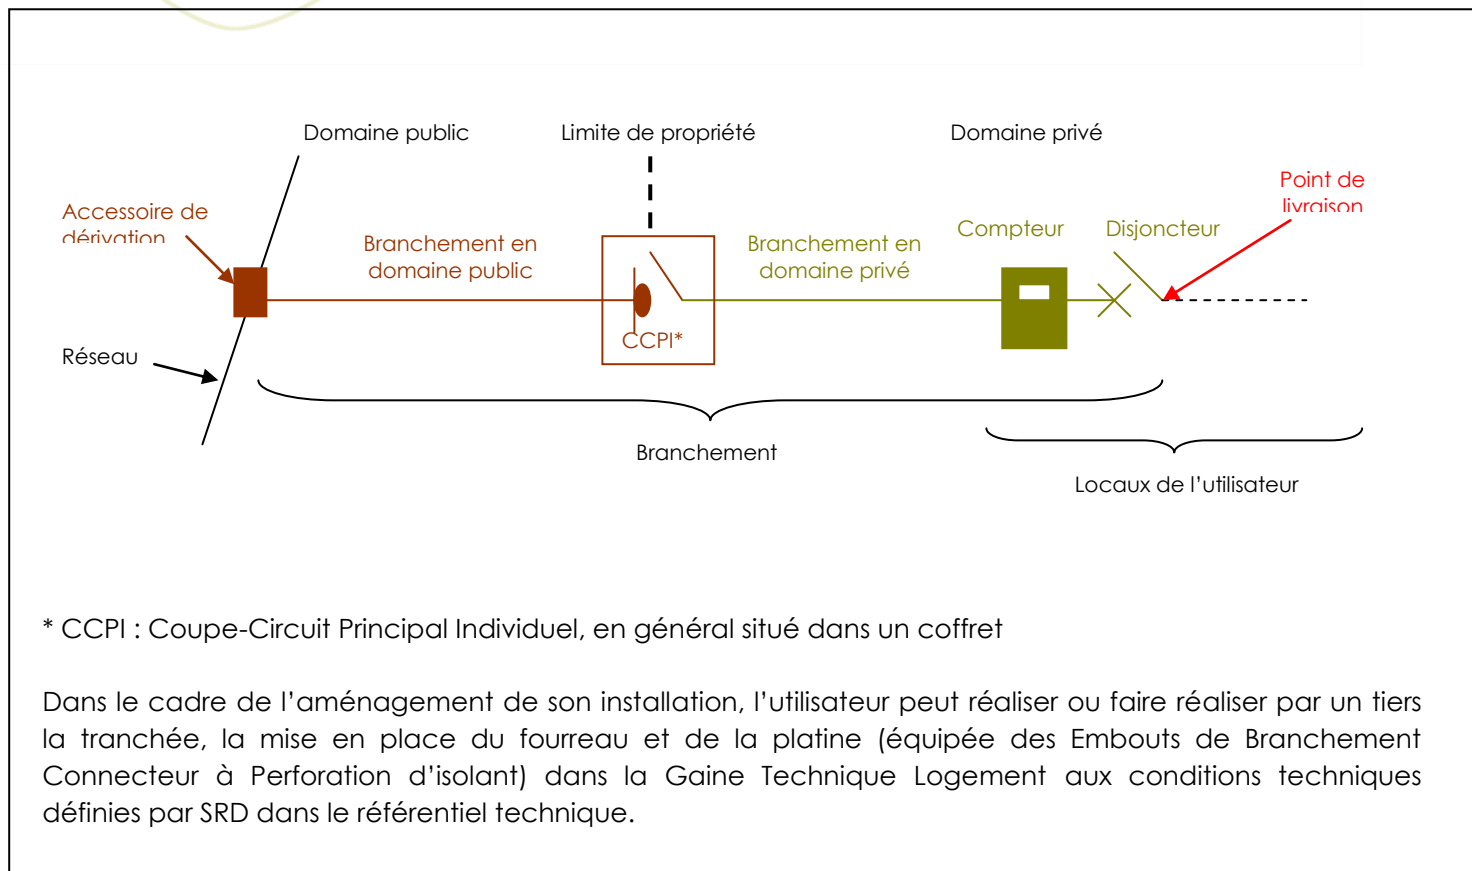 Domaine public
Limite de propriété
Domaine privé
Point de
livraison
Accessoire de
dérivation
Branchement en
domaine public
Branchement en
domaine privé
Compteur
Disjoncteur
CCPI*
Réseau
Branchement
Locaux de l’utilisateur
* CCPI : Coupe-Circuit Principal Individuel, en général situé dans un coffret
Dans le cadre de l’aménagement de son installation, l’utilisateur peut réaliser ou faire réaliser par un tiers
la tranchée, la mise en place du fourreau et de la platine (équipée des Embouts de Branchement
Connecteur à Perforation d’isolant) dans la Gaine Technique Logement aux conditions techniques
définies par SRD dans le référentiel technique.